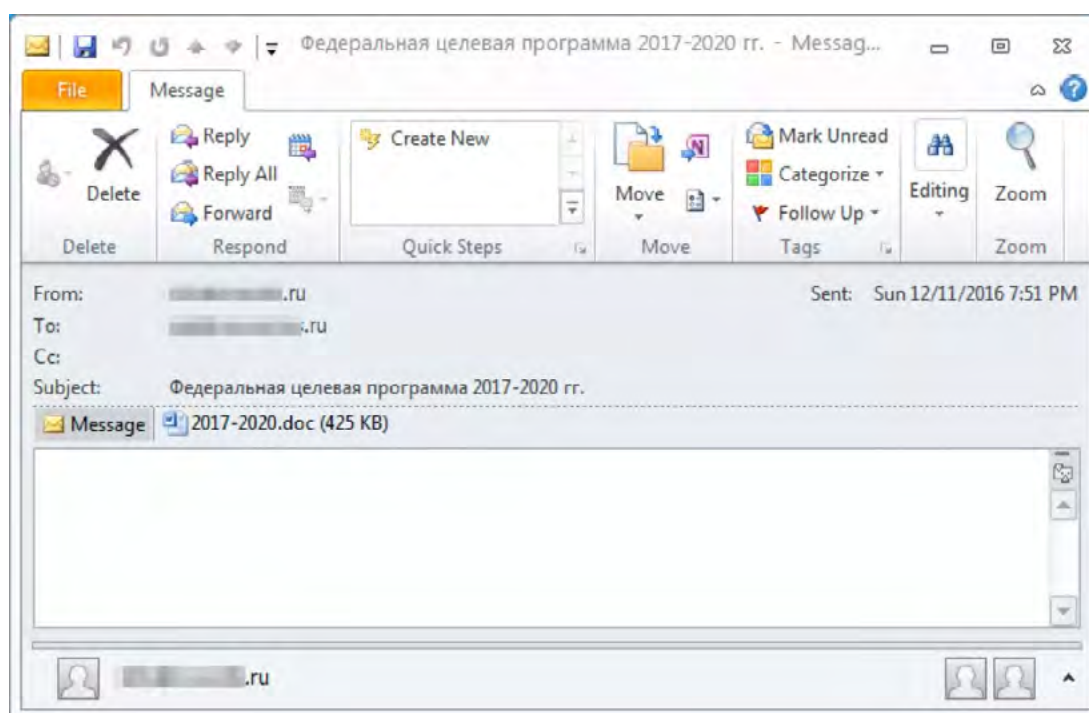 Федеральная целевая программа 2017-2020 гг. - Messag...
File Message
Delete
Reply
Reply All
Forward
Create New
Move
Mark Unread
Categorize
Follow Up
Editing
Zoom
Delete Respond Quick Steps Move Tags Zoom
From: .ru Sent: Sun 12/11/2016 7:51 PM
To: .ru
Cc:
Subject: Федеральная целевая программа 2017-2020 гг.
Message 2017-2020.doc (425 KB)
.ru